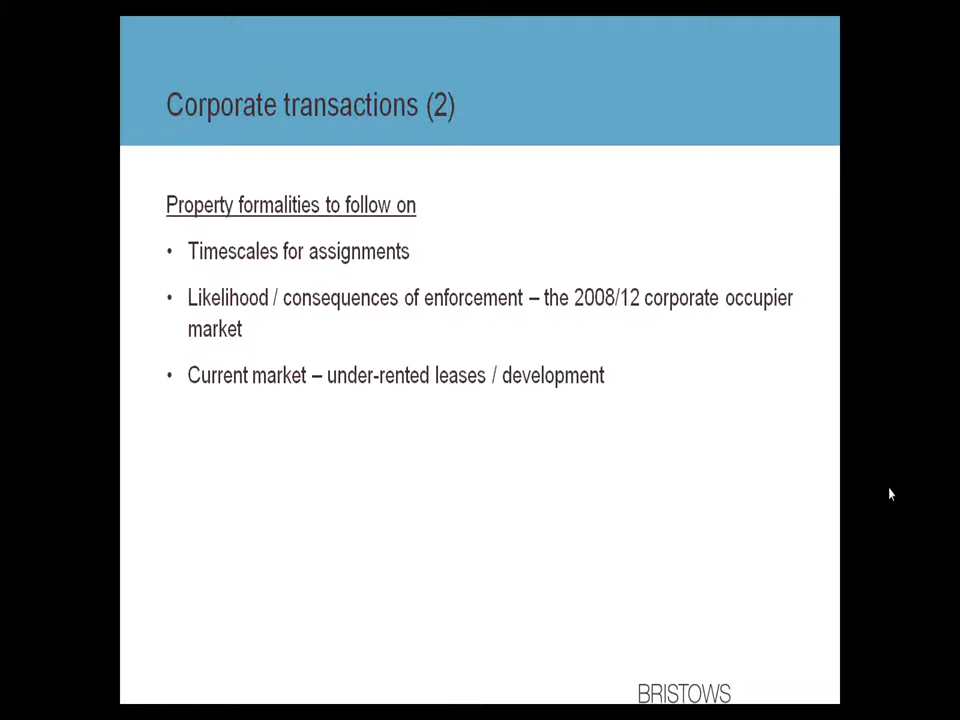 Corporate transactions (2)
Property formalities to follow on
• Timescales for assignments
• Likelihood / consequences of enforcement – the 2008/12 corporate occupier
market
• Current market – under-rented leases / development
BRISTOWS